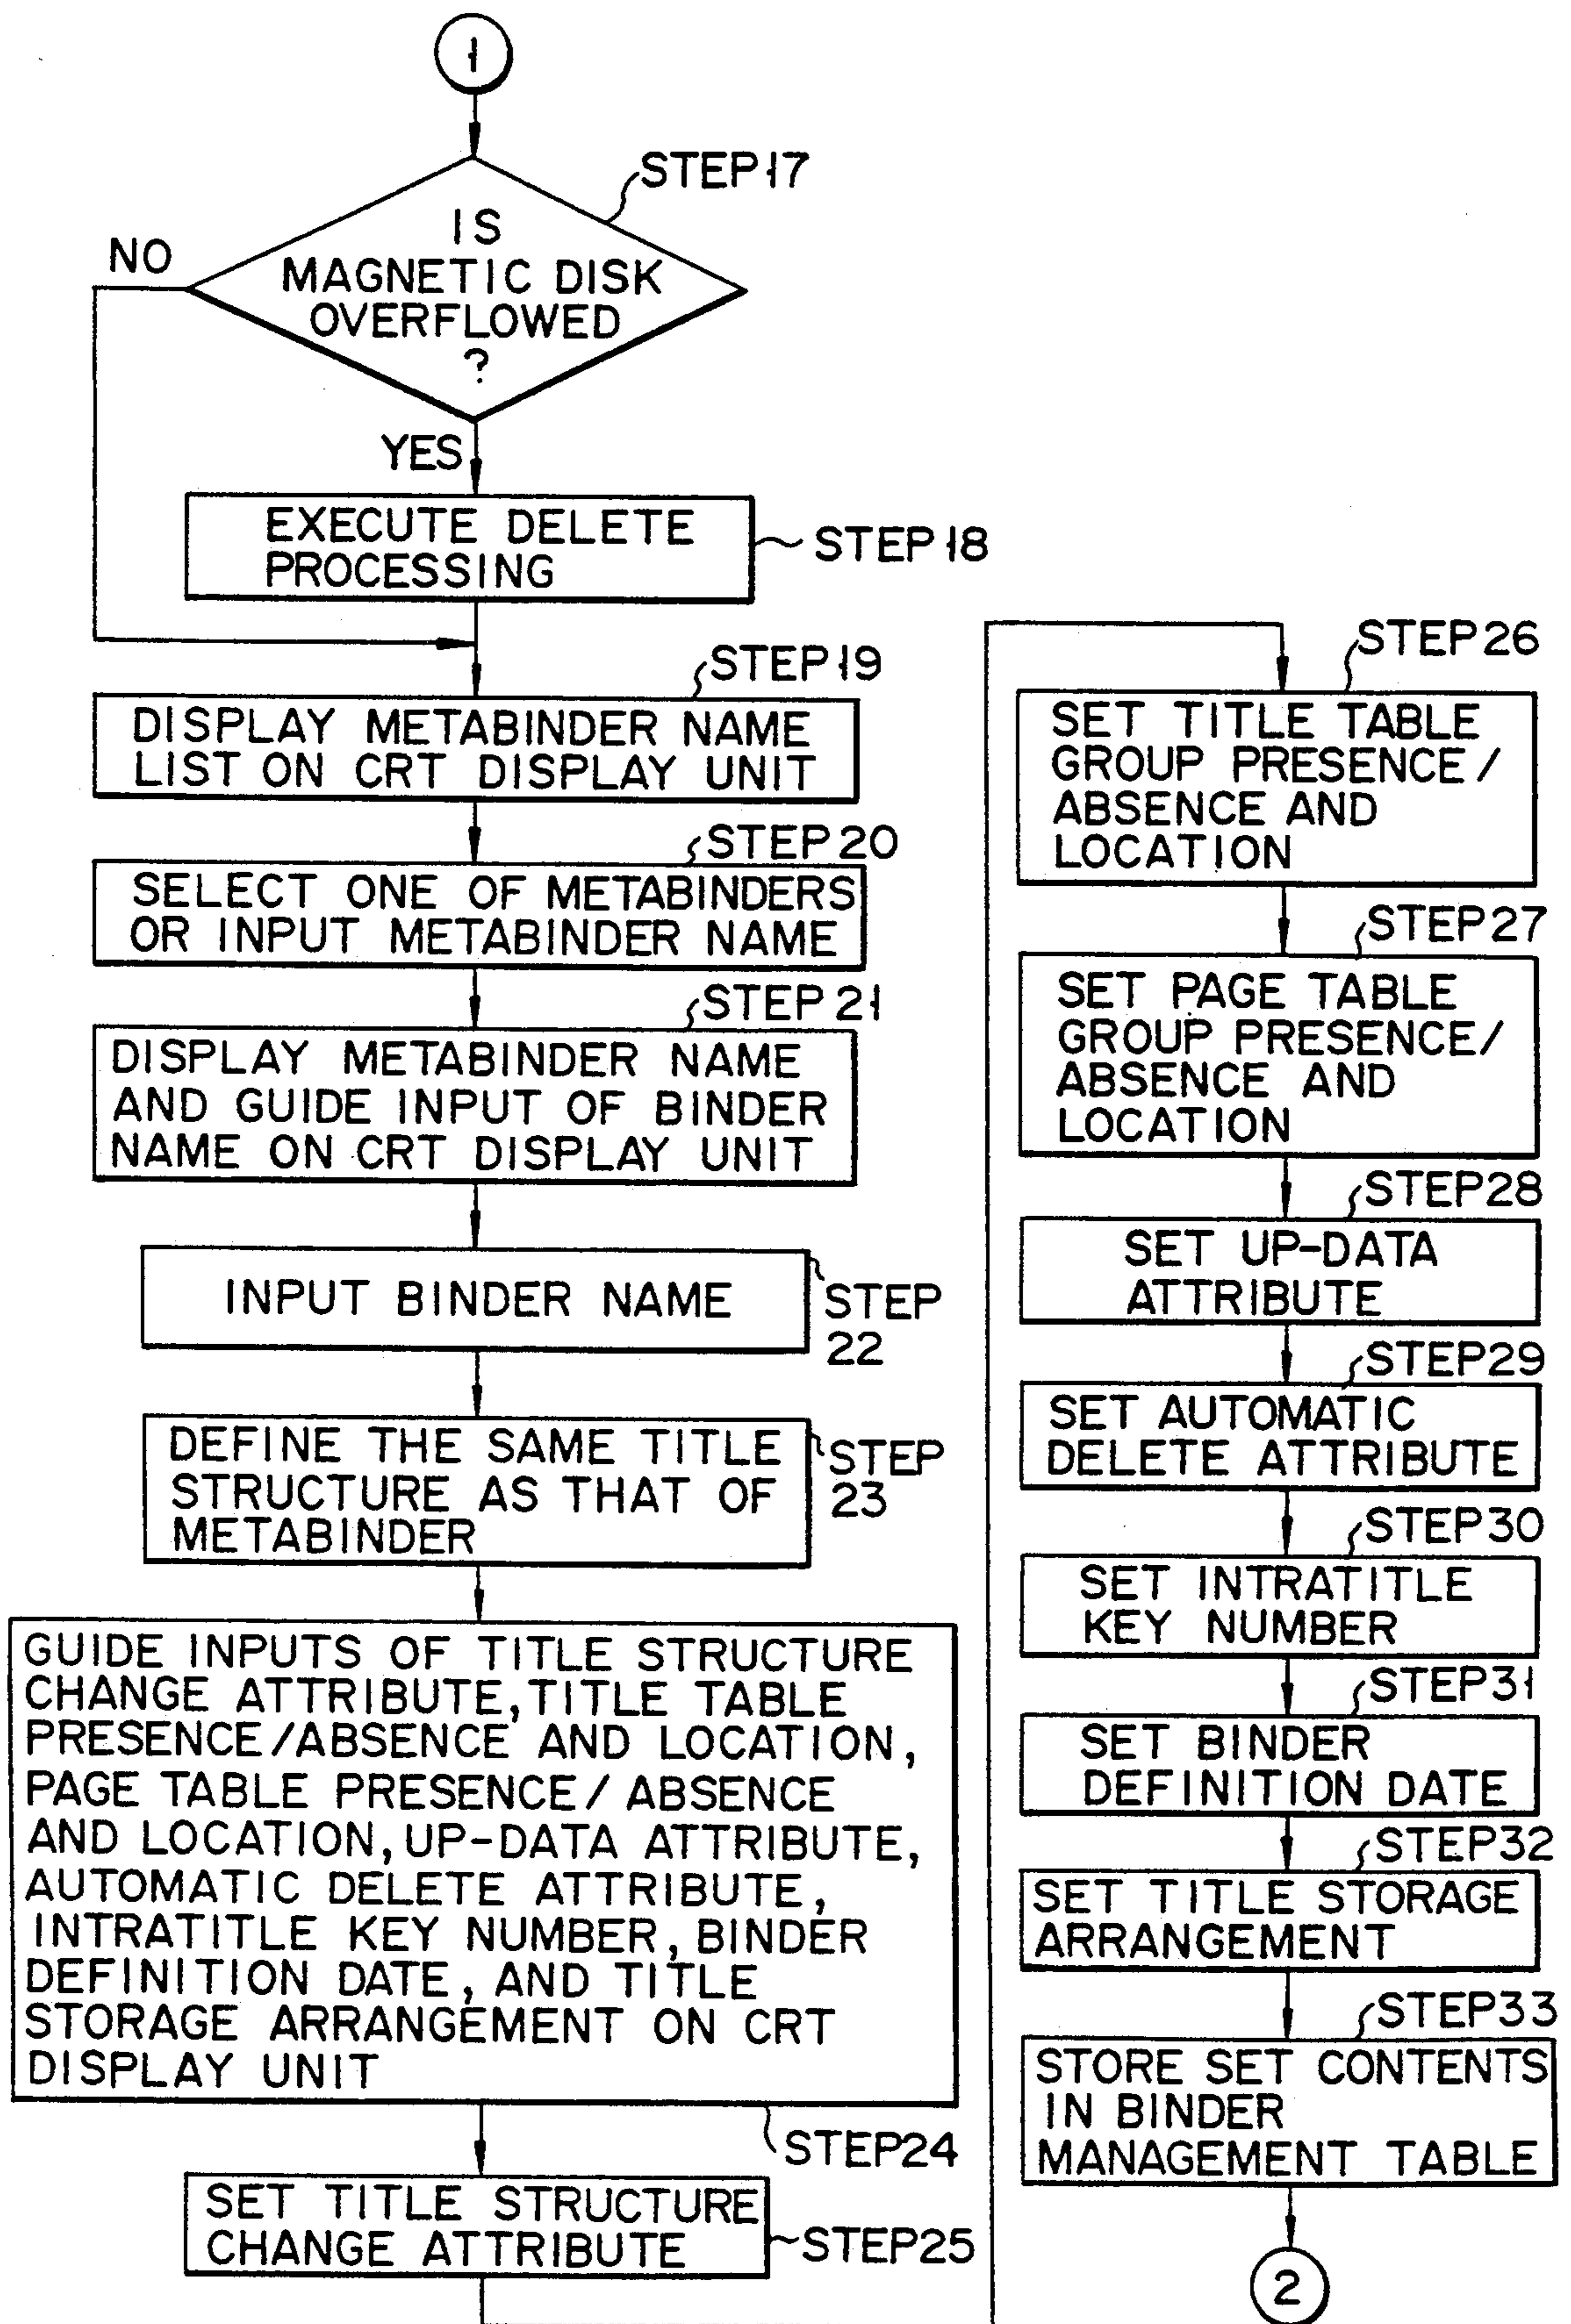 1
STEP 17
NO
IS
MAGNETIC DISK
OVERFLOWED
?
YES
EXECUTE DELETE
PROCESSING
STEP 18
STEP 19
DISPLAY METABINDER NAME
LIST ON CRT DISPLAY UNIT
STEP 20
SELECT ONE OF METABINDERS
OR INPUT METABINDER NAME
STEP 21
DISPLAY METABINDER NAME
AND GUIDE INPUT OF BINDER
NAME ON CRT DISPLAY UNIT
INPUT BINDER NAME
STEP
22
DEFINE THE SAME TITLE
STRUCTURE AS THAT OF
METABINDER
STEP
23
GUIDE INPUTS OF TITLE STRUCTURE
CHANGE ATTRIBUTE, TITLE TABLE
PRESENCE/ABSENCE AND LOCATION,
PAGE TABLE PRESENCE/ABSENCE
AND LOCATION, UP-DATA ATTRIBUTE,
AUTOMATIC DELETE ATTRIBUTE,
INTRATITLE KEY NUMBER, BINDER
DEFINITION DATE, AND TITLE
STORAGE ARRANGEMENT ON CRT
DISPLAY UNIT
STEP24
SET TITLE STRUCTURE
CHANGE ATTRIBUTE
STEP25
STEP26
SET TITLE TABLE
GROUP PRESENCE/
ABSENCE AND
LOCATION
STEP27
SET PAGE TABLE
GROUP PRESENCE/
ABSENCE AND
LOCATION
STEP28
SET UP-DATA
ATTRIBUTE
STEP29
SET AUTOMATIC
DELETE ATTRIBUTE
STEP30
SET INTRATITLE
KEY NUMBER
STEP31
SET BINDER
DEFINITION DATE
STEP32
SET TITLE STORAGE
ARRANGEMENT
STEP33
STORE SET CONTENTS
IN BINDER
MANAGEMENT TABLE
2